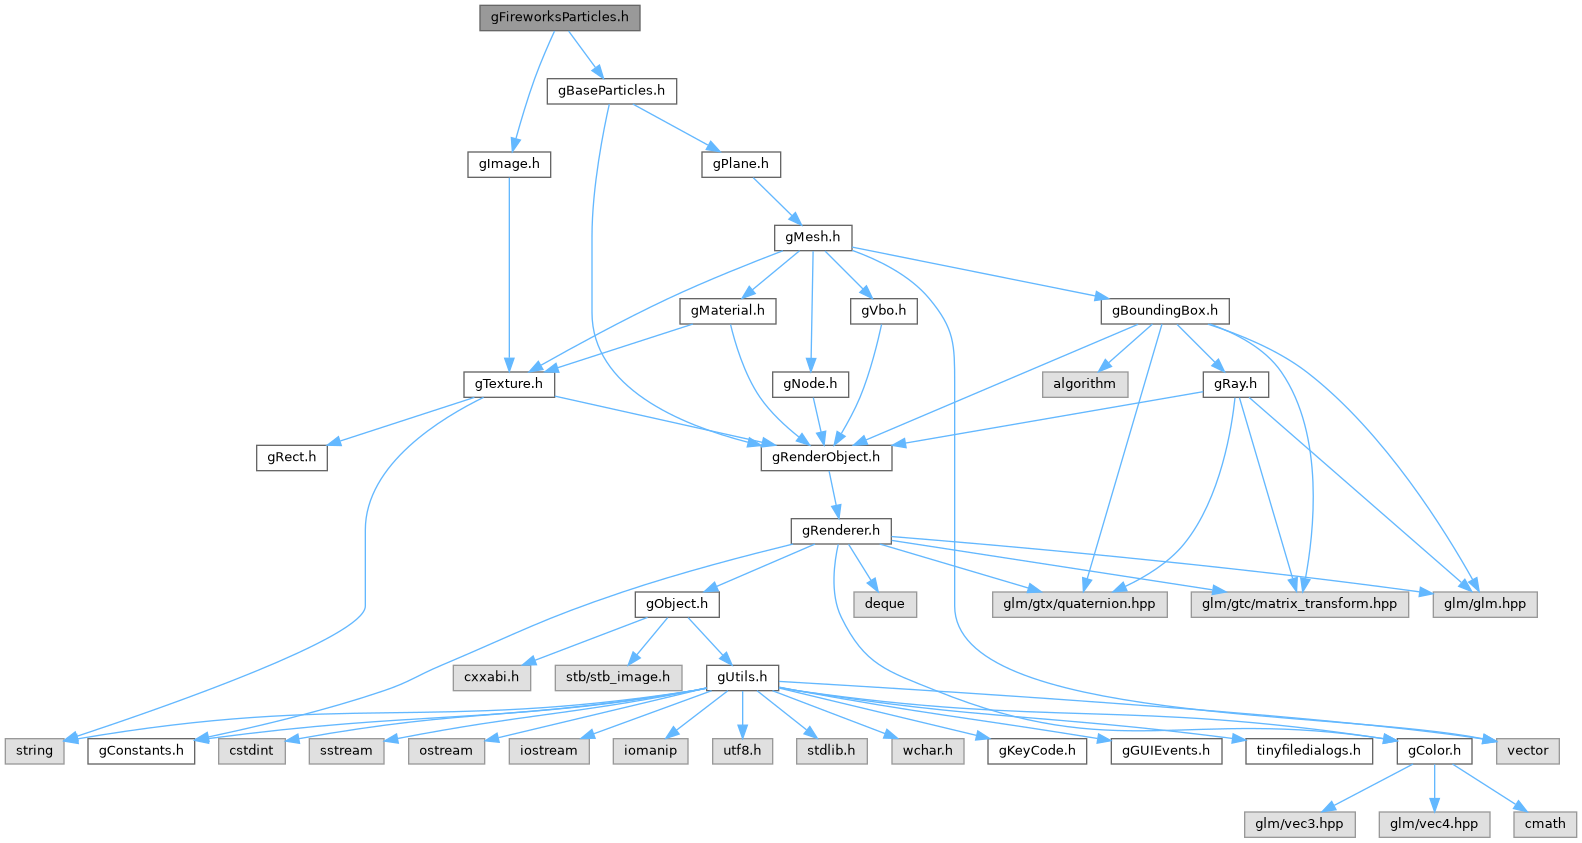 gFireworksParticles.h
gBaseParticles.h
gImage.h
gPlane.h
gMesh.h
gMaterial.h
gVbo.h
gBoundingBox.h
gTexture.h
gNode.h
algorithm
gRay.h
gRect.h
gRenderObject.h
gRenderer.h
gObject.h
deque
glm/gtx/quaternion.hpp
glm/gtc/matrix_transform.hpp
glm/glm.hpp
cxxabi.h
stb/stb_image.h
gUtils.h
string
gConstants.h
cstdint
sstream
ostream
iostream
iomanip
utf8.h
stdlib.h
wchar.h
gKeyCode.h
gGUIEvents.h
tinyfiledialogs.h
gColor.h
vector
glm/vec3.hpp
glm/vec4.hpp
cmath